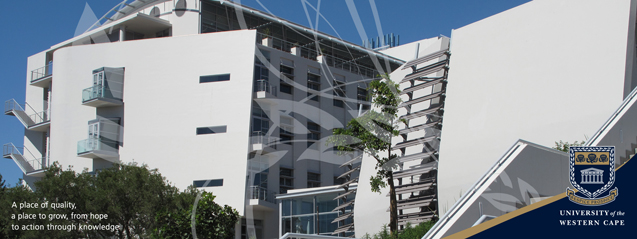 A place of quality,
a place to grow, from hope
to action through knowledge
UNIVERSITY of the
WESTERN CAPE